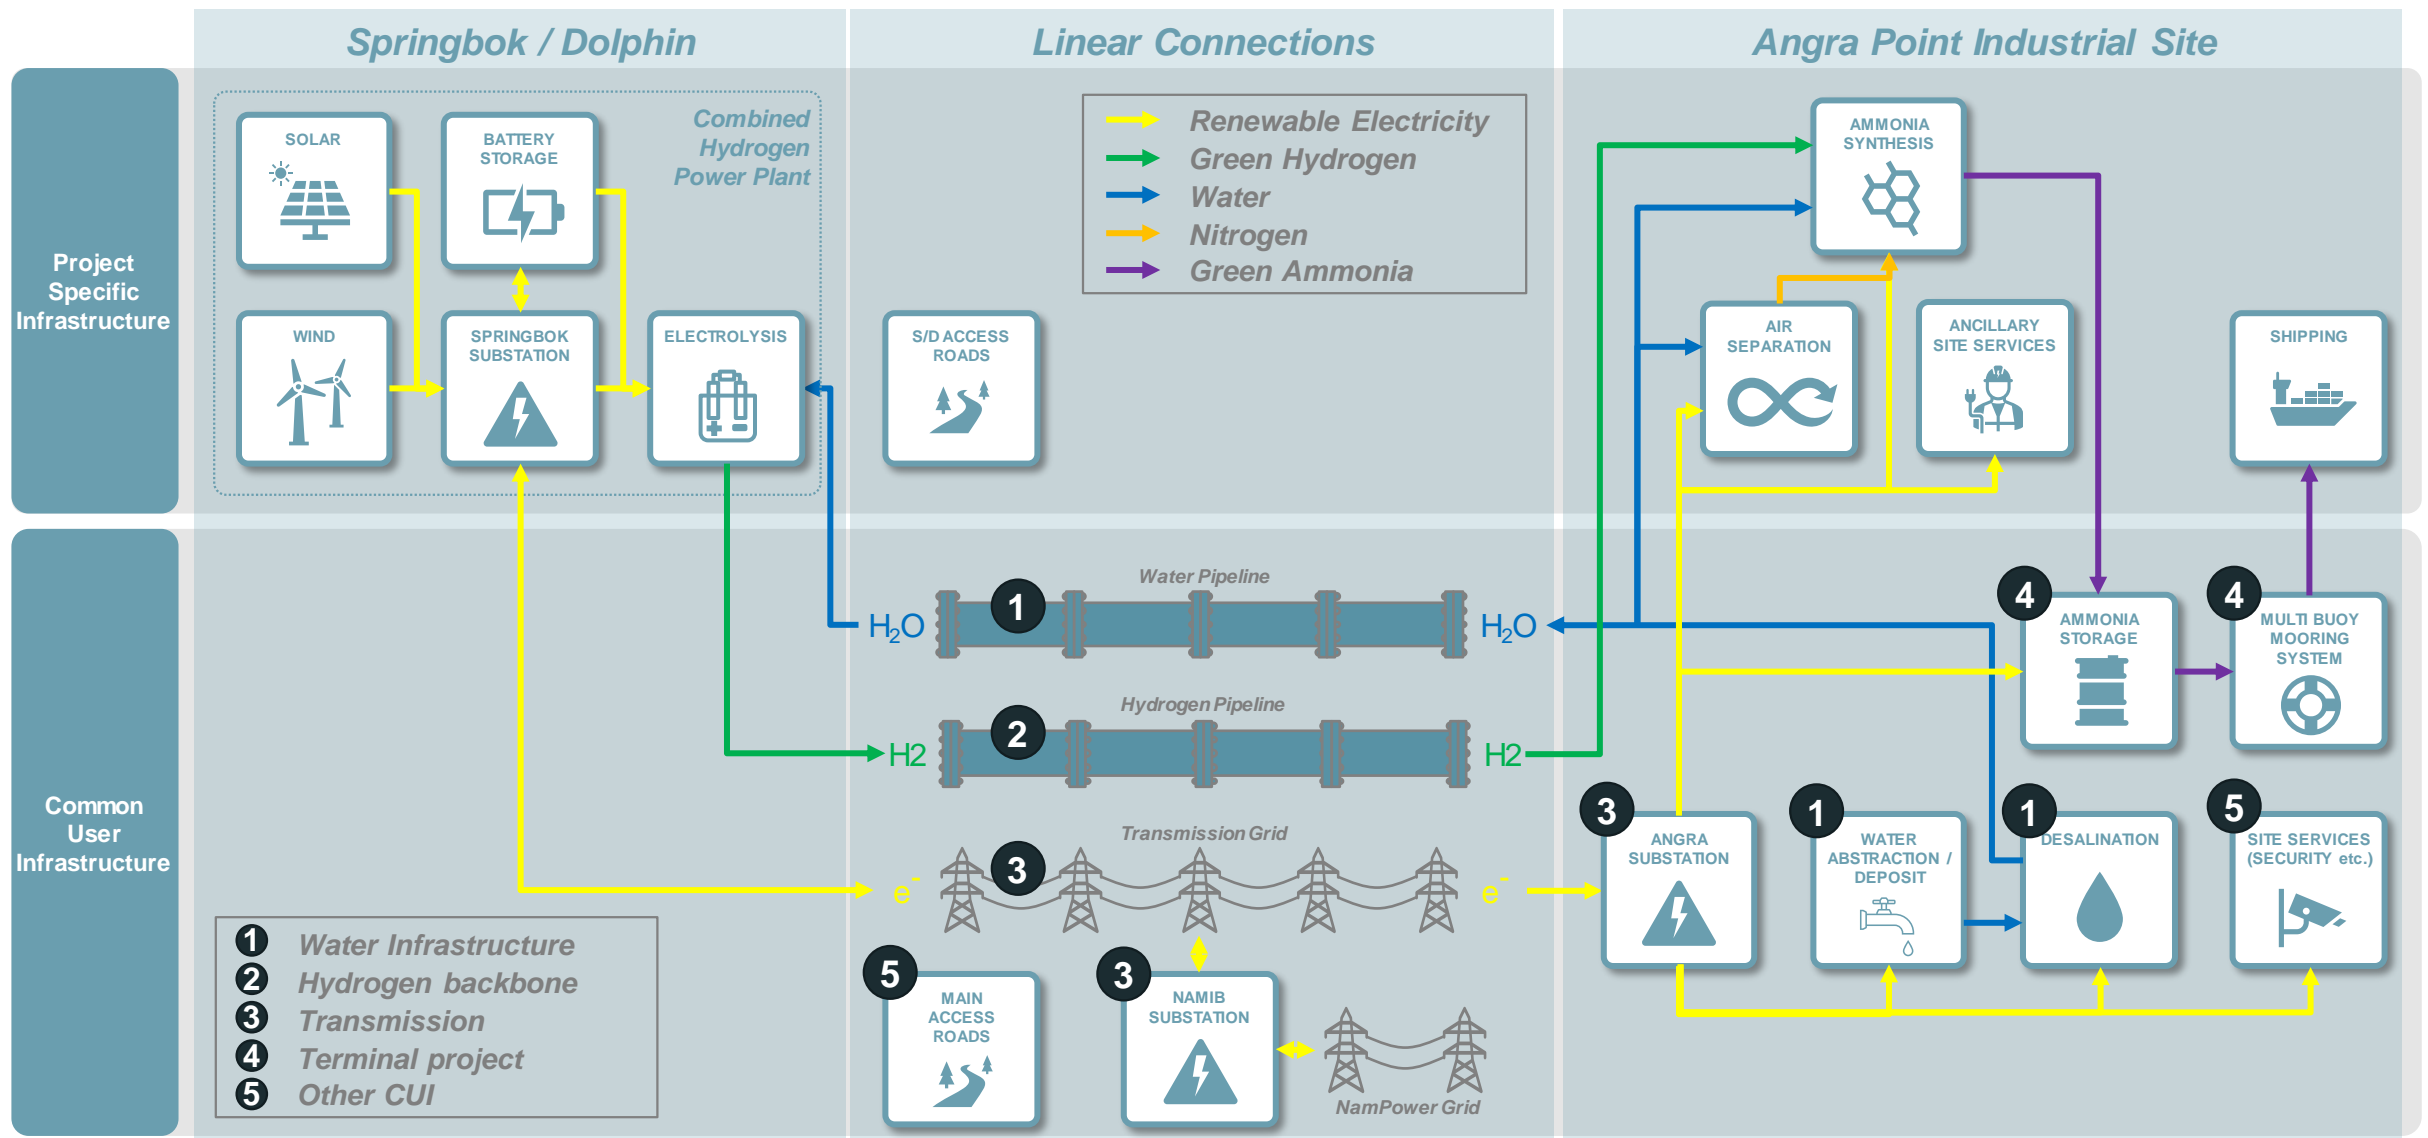 Springbok / Dolphin
Linear Connections
Angra Point Industrial Site
Project
Specific
Infrastructure
Combined
Hydrogen
Power Plant
SOLAR
BATTERY
STORAGE
WIND
SPRINGBOK
SUBSTATION
ELECTROLYSIS
Renewable Electricity
Green Hydrogen
Water
Nitrogen
Green Ammonia
S/D ACCESS
ROADS
AMMONIA
SYNTHESIS
AIR
SEPARATION
ANCILLARY
SITE SERVICES
SHIPPING
Common
User
Infrastructure
Water Pipeline
1
H₂O
H₂O
Hydrogen Pipeline
2
H2
H2
Transmission Grid
3
e⁻
e⁻
5
MAIN
ACCESS
ROADS
3
NAMIB
SUBSTATION
NamPower Grid
4
AMMONIA
STORAGE
4
MULTI BUOY
MOORING
SYSTEM
3
ANGRA
SUBSTATION
1
WATER
ABSTRACTION /
DEPOSIT
1
DESALINATION
5
SITE SERVICES
(SECURITY etc.)
1 Water Infrastructure
2 Hydrogen backbone
3 Transmission
4 Terminal project
5 Other CUI